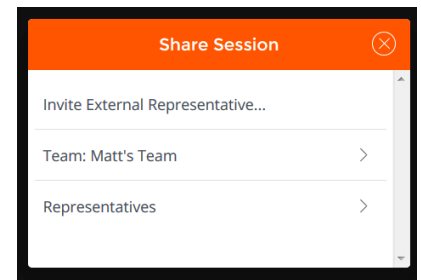 Share Session
Invite External Representative...
Team: Matt's Team
Representatives